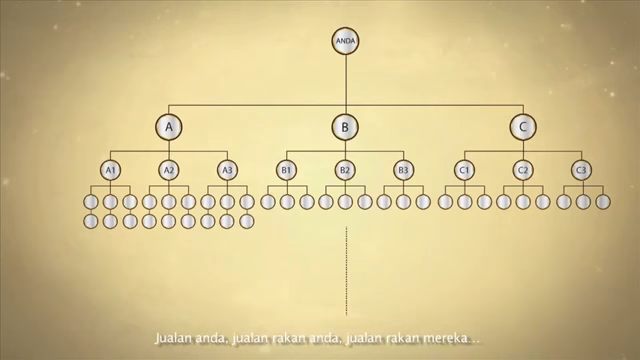 ANDA
A B C
A1 A2 A3 B1 B2 B3 C1 C2 C3
Jualan anda, jualan rakan anda, jualan rakan mereka...